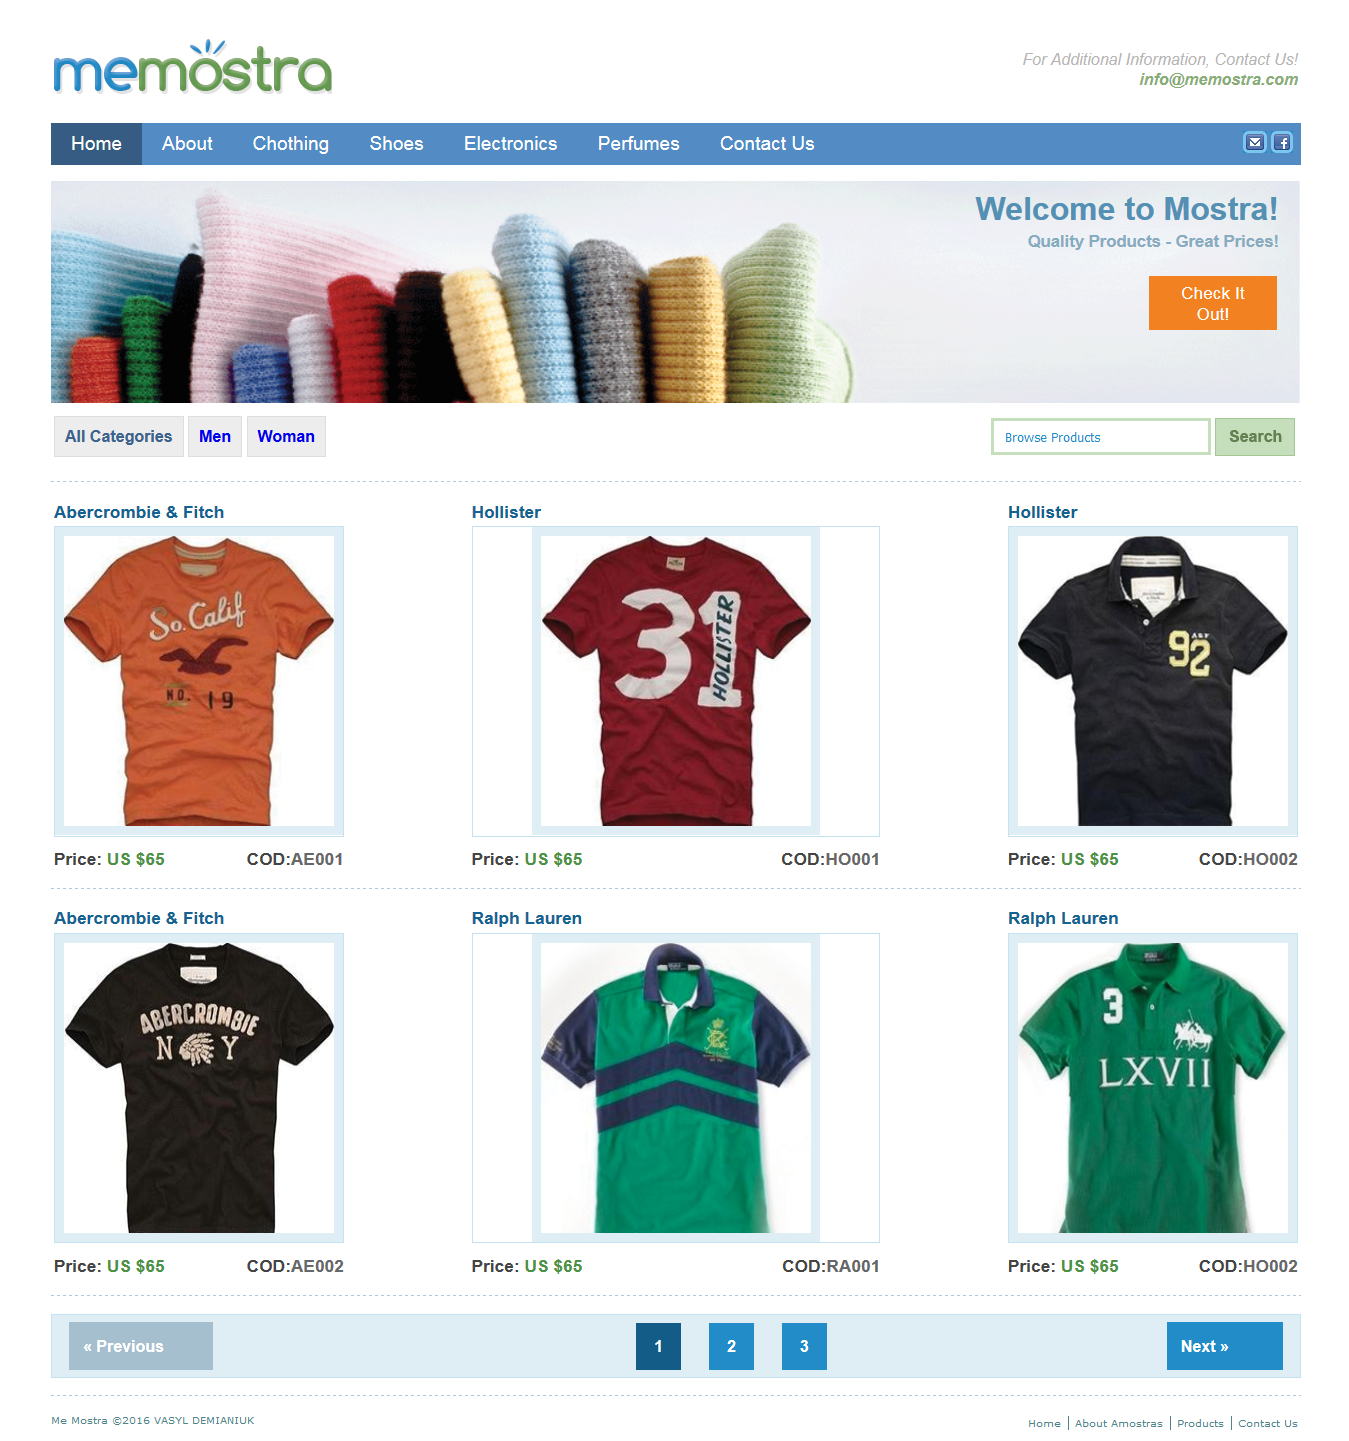 memostra
For Additional Information, Contact Us!
info@memostra.com
Home About Chothing Shoes Electronics Perfumes Contact Us
Welcome to Mostra!
Quality Products - Great Prices!
Check It
Out!
All Categories Men Woman
Browse Products Search
Abercrombie & Fitch Hollister Hollister
So. Calif
NO. 19
31
HOLLISTER
A&F
92
Price: US $65 COD:AE001 Price: US $65 COD:HO001 Price: US $65 COD:HO002
Abercrombie & Fitch Ralph Lauren Ralph Lauren
ABERCROMBIE
N Y
3
LXVII
Price: US $65 COD:AE002 Price: US $65 COD:RA001 Price: US $65 COD:HO002
« Previous 1 2 3 Next »
Me Mostra ©2016 VASYL DEMIANIUK
Home About Amostras Products Contact Us